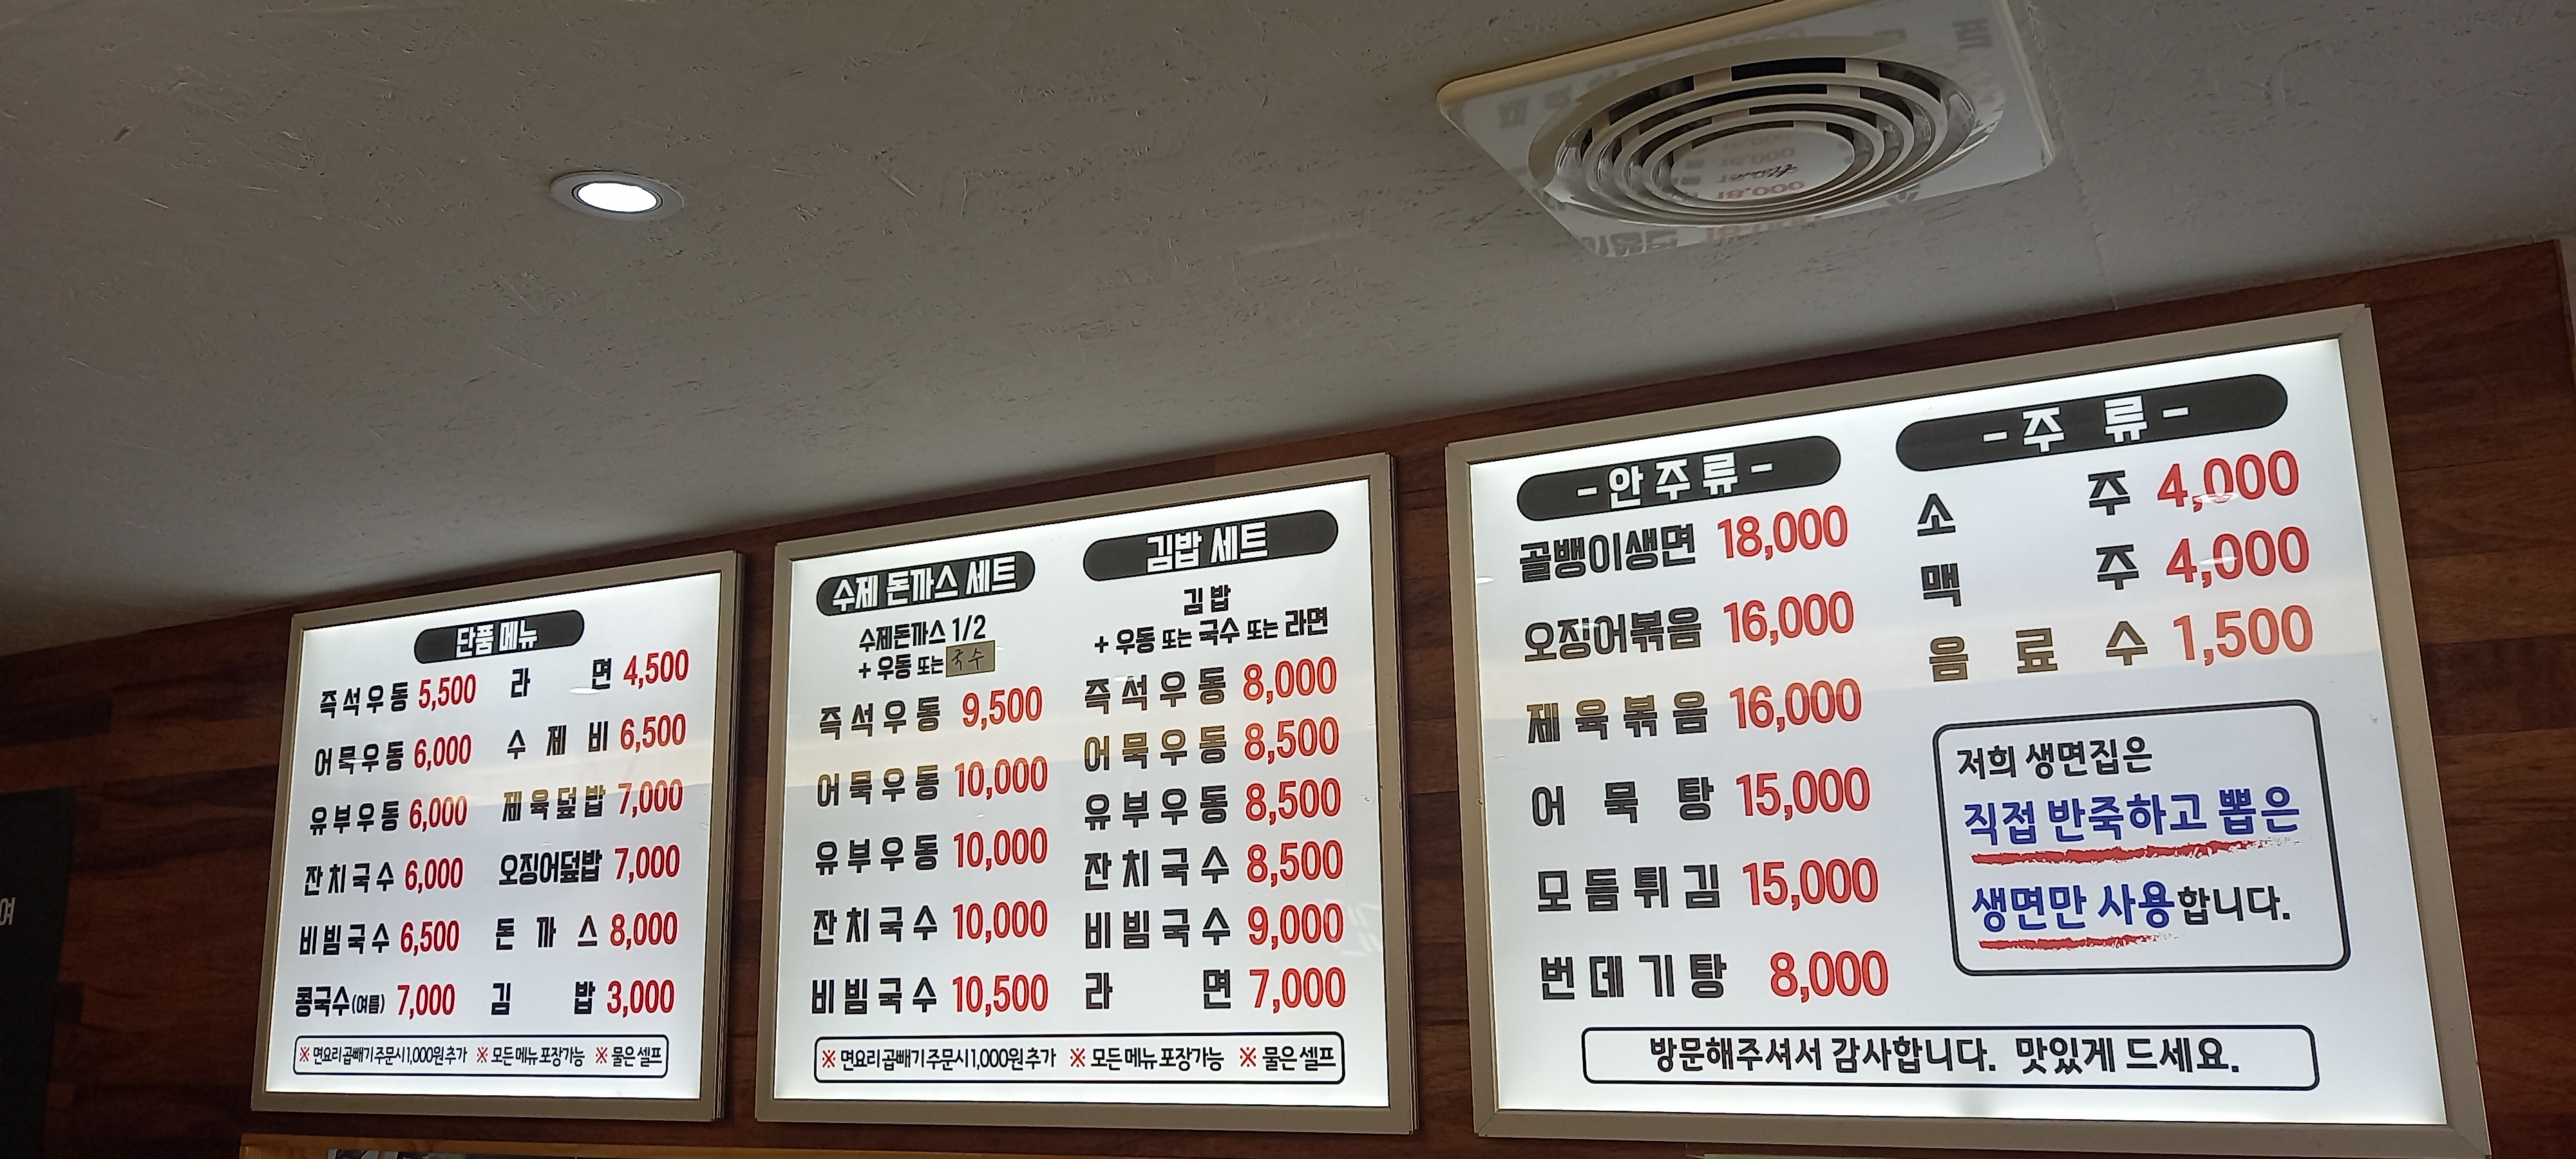 단품 메뉴
즉석우동 5,500
어묵우동 6,000
유부우동 6,000
잔치국수 6,000
비빔국수 6,500
콩국수(여름) 7,000
라 면 4,500
수 제 비 6,500
제육덮밥 7,000
오징어덮밥 7,000
돈 까 스 8,000
김 밥 3,000
※ 면요리 곱빼기 주문시 1,000원 추가 ※ 모든 메뉴 포장가능 ※ 물은 셀프
수제 돈까스 세트
수제돈까스 1/2
+ 우동 또는 국수
즉석우동 9,500
어묵우동 10,000
유부우동 10,000
잔치국수 10,000
비빔국수 10,500
김밥 세트
김 밥
+ 우동 또는 국수 또는 라면
즉석우동 8,000
어묵우동 8,500
유부우동 8,500
잔치국수 8,500
비빔국수 9,000
라 면 7,000
※ 면요리 곱빼기 주문시 1,000원 추가 ※ 모든 메뉴 포장가능 ※ 물은 셀프
- 안 주 류 -
골뱅이생면 18,000
오징어볶음 16,000
제육볶음 16,000
어 묵 탕 15,000
모듬튀김 15,000
번데기탕 8,000
- 주 류 -
소 주 4,000
맥 주 4,000
음 료 수 1,500
저희 생면집은
직접 반죽하고 뽑은
생면만 사용합니다.
방문해주셔서 감사합니다. 맛있게 드세요.
여